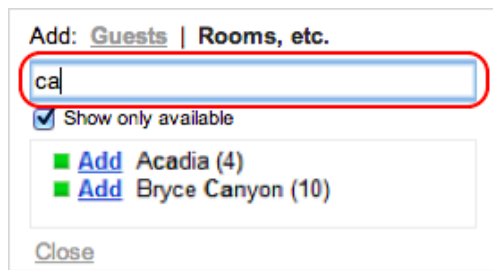 Add: Guests | Rooms, etc.
ca
Show only available
Add Acadia (4)
Add Bryce Canyon (10)
Close